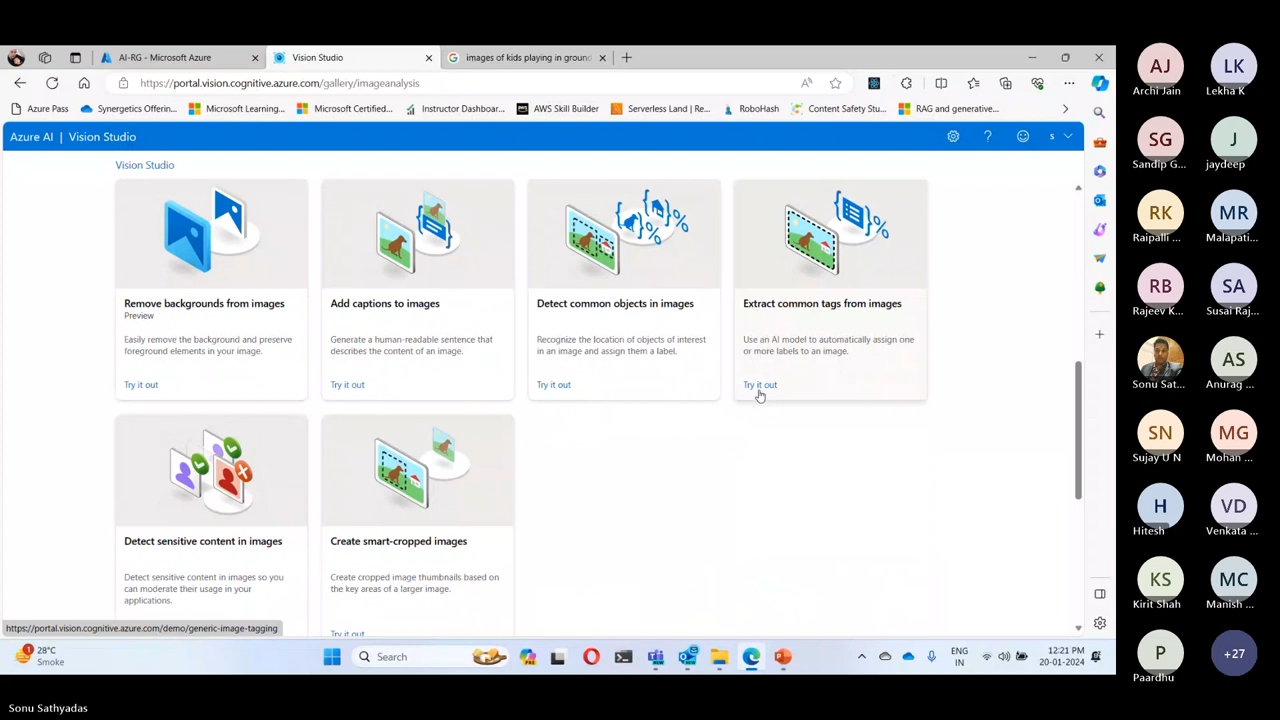 AI-RG - Microsoft Azure
Vision Studio
images of kids playing in ground
https://portal.vision.cognitive.azure.com/gallery/imageanalysis
Azure Pass
Synergetics Offering...
Microsoft Learning...
Microsoft Certified...
Instructor Dashboar...
AWS Skill Builder
Serverless Land | Re...
RoboHash
Content Safety Stu...
RAG and generative...
Azure AI | Vision Studio
s
Vision Studio
Remove backgrounds from images
Preview
Easily remove the background and preserve
foreground elements in your image.
Try it out
Add captions to images
Generate a human-readable sentence that
describes the content of an image.
Try it out
Detect common objects in images
Recognize the location of objects of interest
in an image and assign them a label.
Try it out
Extract common tags from images
Use an AI model to automatically assign one
or more labels to an image.
Try it out
Detect sensitive content in images
Detect sensitive content in images so you
can moderate their usage in your
applications.
Create smart-cropped images
Create cropped image thumbnails based on
the key areas of a larger image.
Try it out
https://portal.vision.cognitive.azure.com/demo/generic-image-tagging
1
28°C
Smoke
Search
ENG
IN
12:21 PM
20-01-2024
AJ
Archi Jain
LK
Lekha K
SG
Sandip G...
J
jaydeep
RK
Raipalli ...
MR
Malapati...
RB
Rajeev K...
SA
Susai Raj...
Sonu Sat...
AS
Anurag ...
SN
Sujay U N
MG
Mohan ...
H
Hitesh
VD
Venkata ...
KS
Kirit Shah
MC
Manish ...
P
Paardhu
+27
Sonu Sathyadas